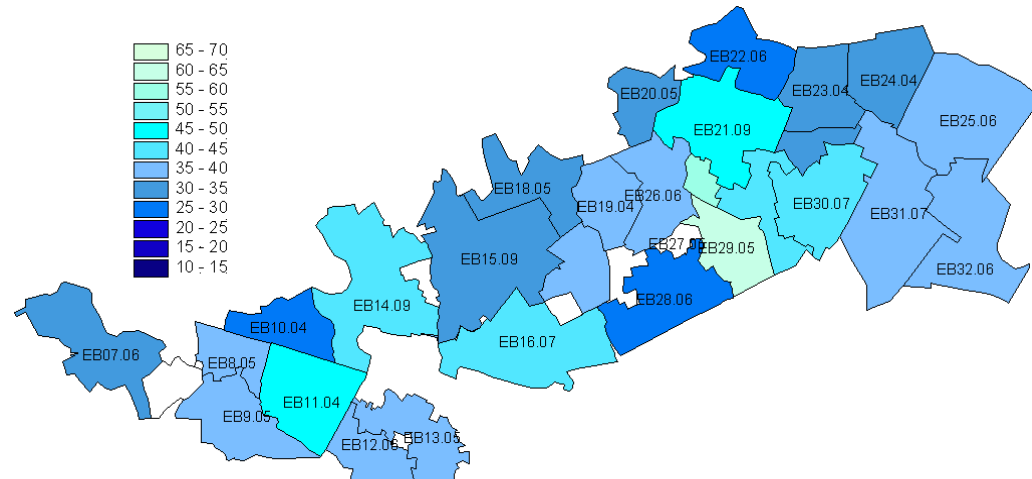 65 - 70
60 - 65
55 - 60
50 - 55
45 - 50
40 - 45
35 - 40
30 - 35
25 - 30
20 - 25
15 - 20
10 - 15
EB22.06
EB20.05
EB23.04
EB24.04
EB21.09
EB25.06
EB18.05
EB19.04
EB26.06
EB30.07
EB31.07
EB27.05
EB29.05
EB15.09
EB32.06
EB14.09
EB28.06
EB10.04
EB16.07
EB07.06
EB8.05
EB11.04
EB9.05
EB12.06
EB13.05